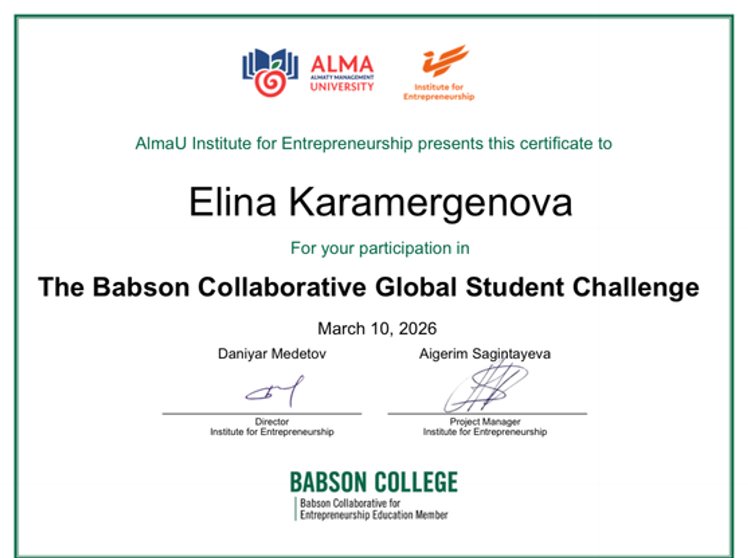 ALMA
ALMATY MANAGEMENT
UNIVERSITY
Institute for
Entrepreneurship
AlmaU Institute for Entrepreneurship presents this certificate to
Elina Karamergenova
For your participation in
The Babson Collaborative Global Student Challenge
March 10, 2026
Daniyar Medetov
Director
Institute for Entrepreneurship
Aigerim Sagintayeva
Project Manager
Institute for Entrepreneurship
BABSON COLLEGE
Babson Collaborative for
Entrepreneurship Education Member